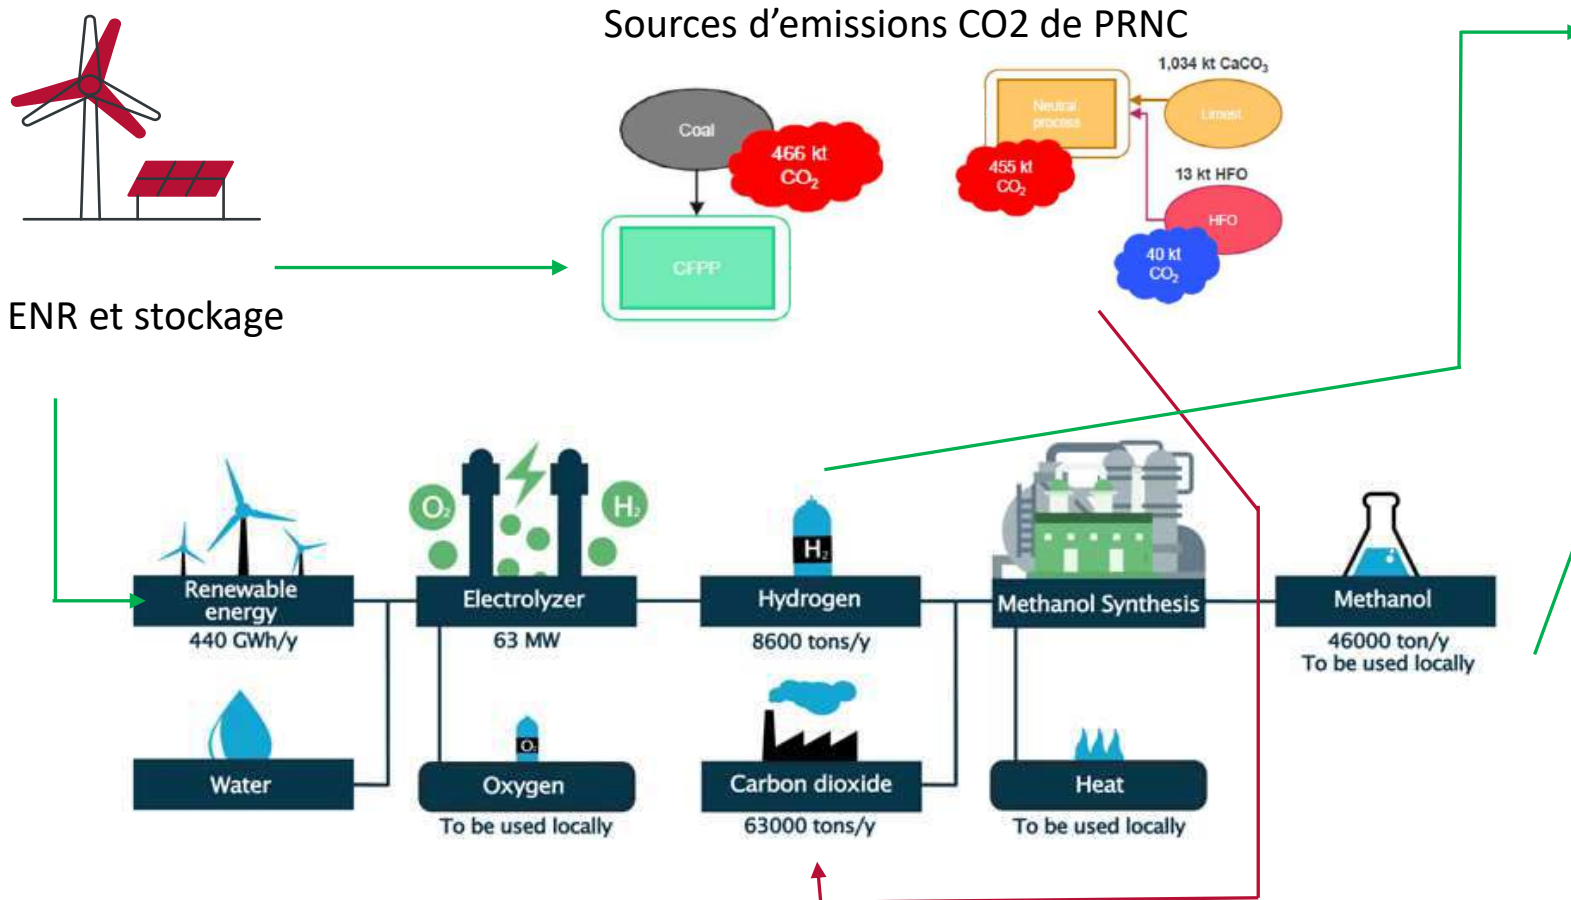 Sources d’emissions CO2 de PRNC
1,034 kt CaCO₃
Coal
466 kt
CO₂
Neutral
process
Limest
455 kt
CO₂
13 kt HFO
HFO
40 kt
CO₂
CFPP
ENR et stockage
O₂
H₂
H₂
Renewable
energy
440 GWh/y
Electrolyzer
63 MW
Hydrogen
8600 tons/y
Methanol Synthesis
Methanol
46000 ton/y
To be used locally
Water
O₂
Oxygen
To be used locally
Carbon dioxide
63000 tons/y
Heat
To be used locally